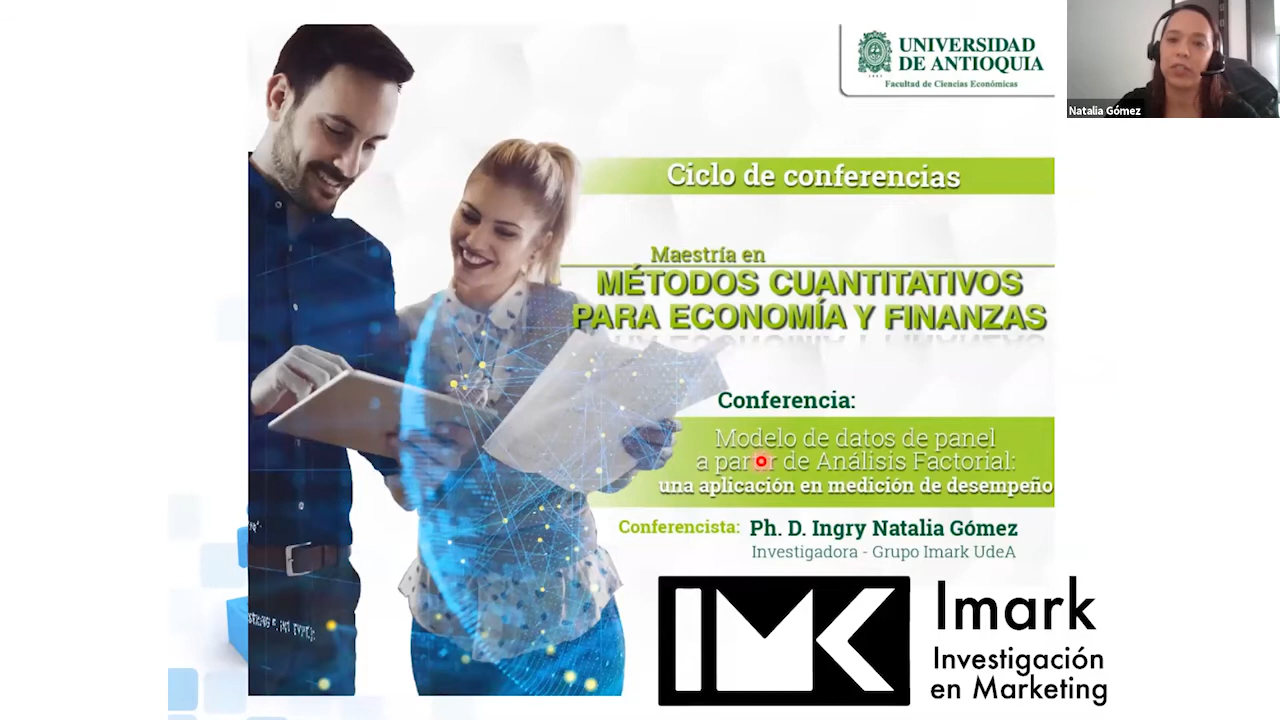 UNIVERSIDAD
DE ANTIOQUIA
1803
Facultad de Ciencias Económicas
Natalia Gómez
Ciclo de conferencias
Maestría en
MÉTODOS CUANTITATIVOS
PARA ECONOMÍA Y FINANZAS
Conferencia:
Modelo de datos de panel
a partir de Análisis Factorial:
una aplicación en medición de desempeño
Conferencista: Ph. D. Ingry Natalia Gómez
Investigadora - Grupo Imark UdeA
IMK
Imark
Investigación
en Marketing